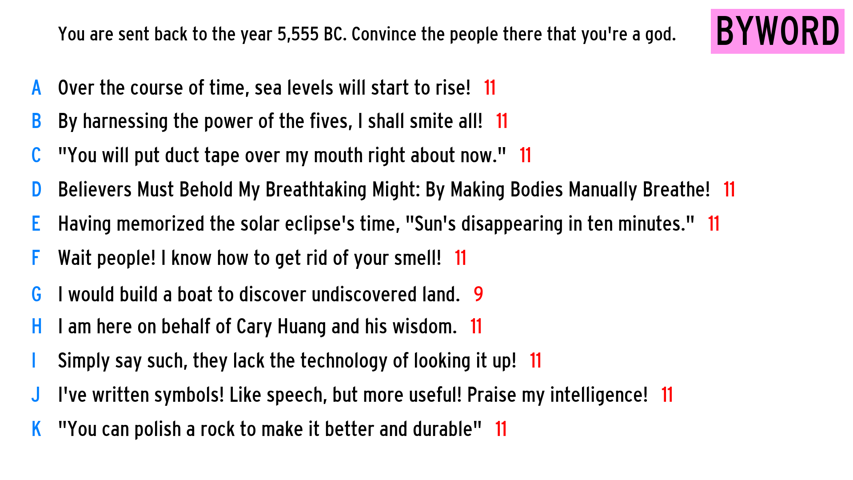 You are sent back to the year 5,555 BC. Convince the people there that you're a god.
BYWORD
A Over the course of time, sea levels will start to rise! 11
B By harnessing the power of the fives, I shall smite all! 11
C "You will put duct tape over my mouth right about now." 11
D Believers Must Behold My Breathtaking Might: By Making Bodies Manually Breathe! 11
E Having memorized the solar eclipse's time, "Sun's disappearing in ten minutes." 11
F Wait people! I know how to get rid of your smell! 11
G I would build a boat to discover undiscovered land. 9
H I am here on behalf of Cary Huang and his wisdom. 11
I Simply say such, they lack the technology of looking it up! 11
J I've written symbols! Like speech, but more useful! Praise my intelligence! 11
K "You can polish a rock to make it better and durable" 11